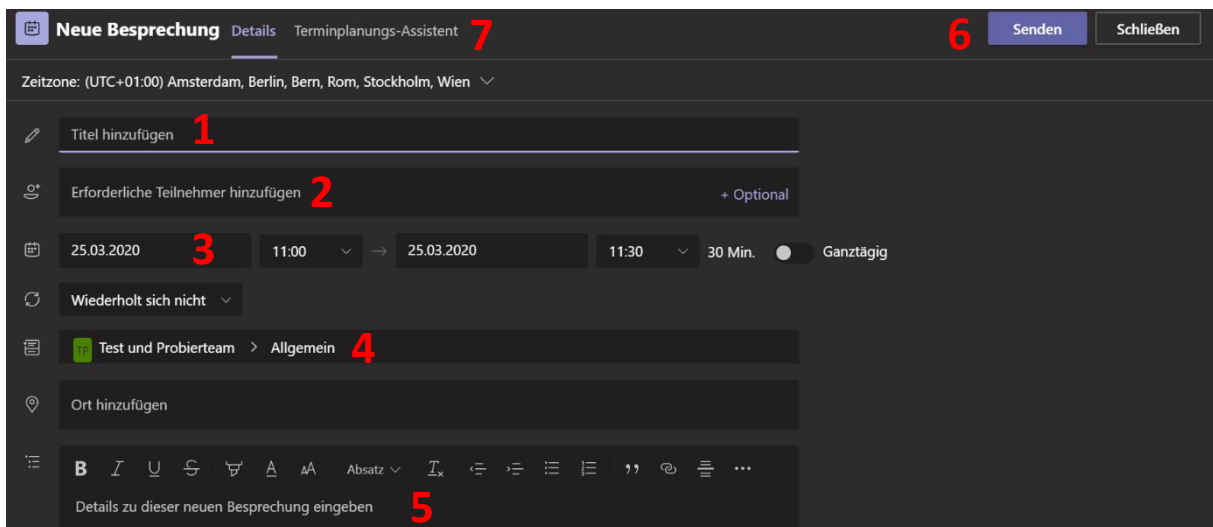 Neue Besprechung Details Terminplanungs-Assistent 7 6 Senden Schließen
Zeitzone: (UTC+01:00) Amsterdam, Berlin, Bern, Rom, Stockholm, Wien
Titel hinzufügen 1
Erforderliche Teilnehmer hinzufügen 2 + Optional
25.03.2020 3 11:00 → 25.03.2020 11:30 30 Min. Ganztägig
Wiederholt sich nicht
TP Test und Probierteam > Allgemein 4
Ort hinzufügen
B I U S A AA Absatz Tx ... 
Details zu dieser neuen Besprechung eingeben 5